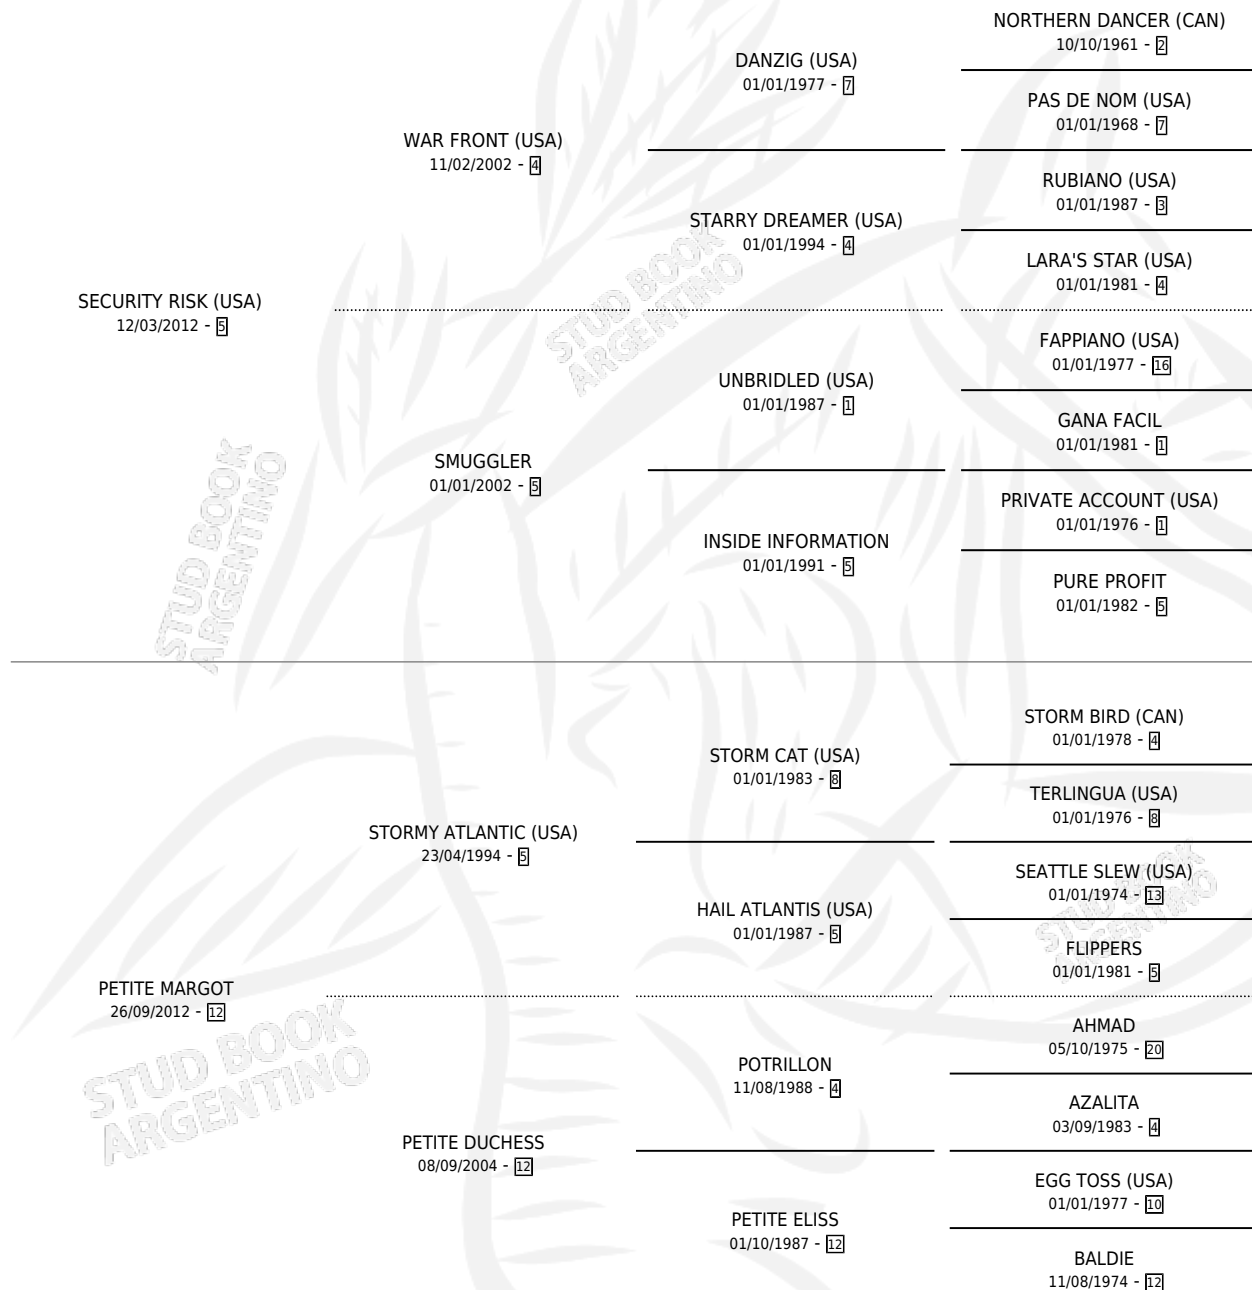 NORTHERN DANCER (CAN)
10/10/1961 - 2
DANZIG (USA)
01/01/1977 - 7
PAS DE NOM (USA)
01/01/1968 - 7
WAR FRONT (USA)
11/02/2002 - 4
RUBIANO (USA)
01/01/1987 - 3
STARRY DREAMER (USA)
01/01/1994 - 4
LARA'S STAR (USA)
01/01/1981 - 4
SECURITY RISK (USA)
12/03/2012 - 5
FAPPIANO (USA)
01/01/1977 - 16
UNBRIDLED (USA)
01/01/1987 - 1
GANA FACIL
01/01/1981 - 1
SMUGGLER
01/01/2002 - 5
PRIVATE ACCOUNT (USA)
01/01/1976 - 1
INSIDE INFORMATION
01/01/1991 - 5
PURE PROFIT
01/01/1982 - 5
STORM BIRD (CAN)
01/01/1978 - 4
STORM CAT (USA)
01/01/1983 - 8
TERLINGUA (USA)
01/01/1976 - 8
STORMY ATLANTIC (USA)
23/04/1994 - 5
SEATTLE SLEW (USA)
01/01/1974 - 13
HAIL ATLANTIS (USA)
01/01/1987 - 5
FLIPPERS
01/01/1981 - 5
PETITE MARGOT
26/09/2012 - 12
AHMAD
05/10/1975 - 20
POTRILLON
11/08/1988 - 4
AZALITA
03/09/1983 - 4
PETITE DUCHESS
08/09/2004 - 12
EGG TOSS (USA)
01/01/1977 - 10
PETITE ELISS
01/10/1987 - 12
BALDIE
11/08/1974 - 12
STUD BOOK
ARGENTINO
STUD BOOK
ARGENTINO
STUD BOOK
ARGENTINO
STUD BOOK
ARGENTINO